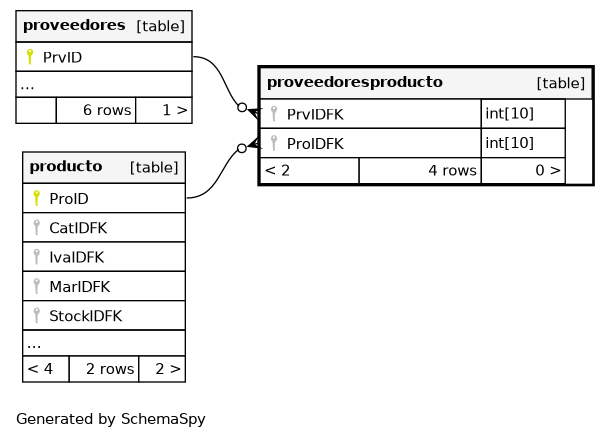 proveedores [table]
PrvID
...
6 rows 1 >
proveedoresproducto [table]
PrvIDFK int[10]
ProIDFK int[10]
< 2 4 rows 0 >
producto [table]
ProID
CatIDFK
IvaIDFK
MarIDFK
StockIDFK
...
< 4 2 rows 2 >
Generated by SchemaSpy